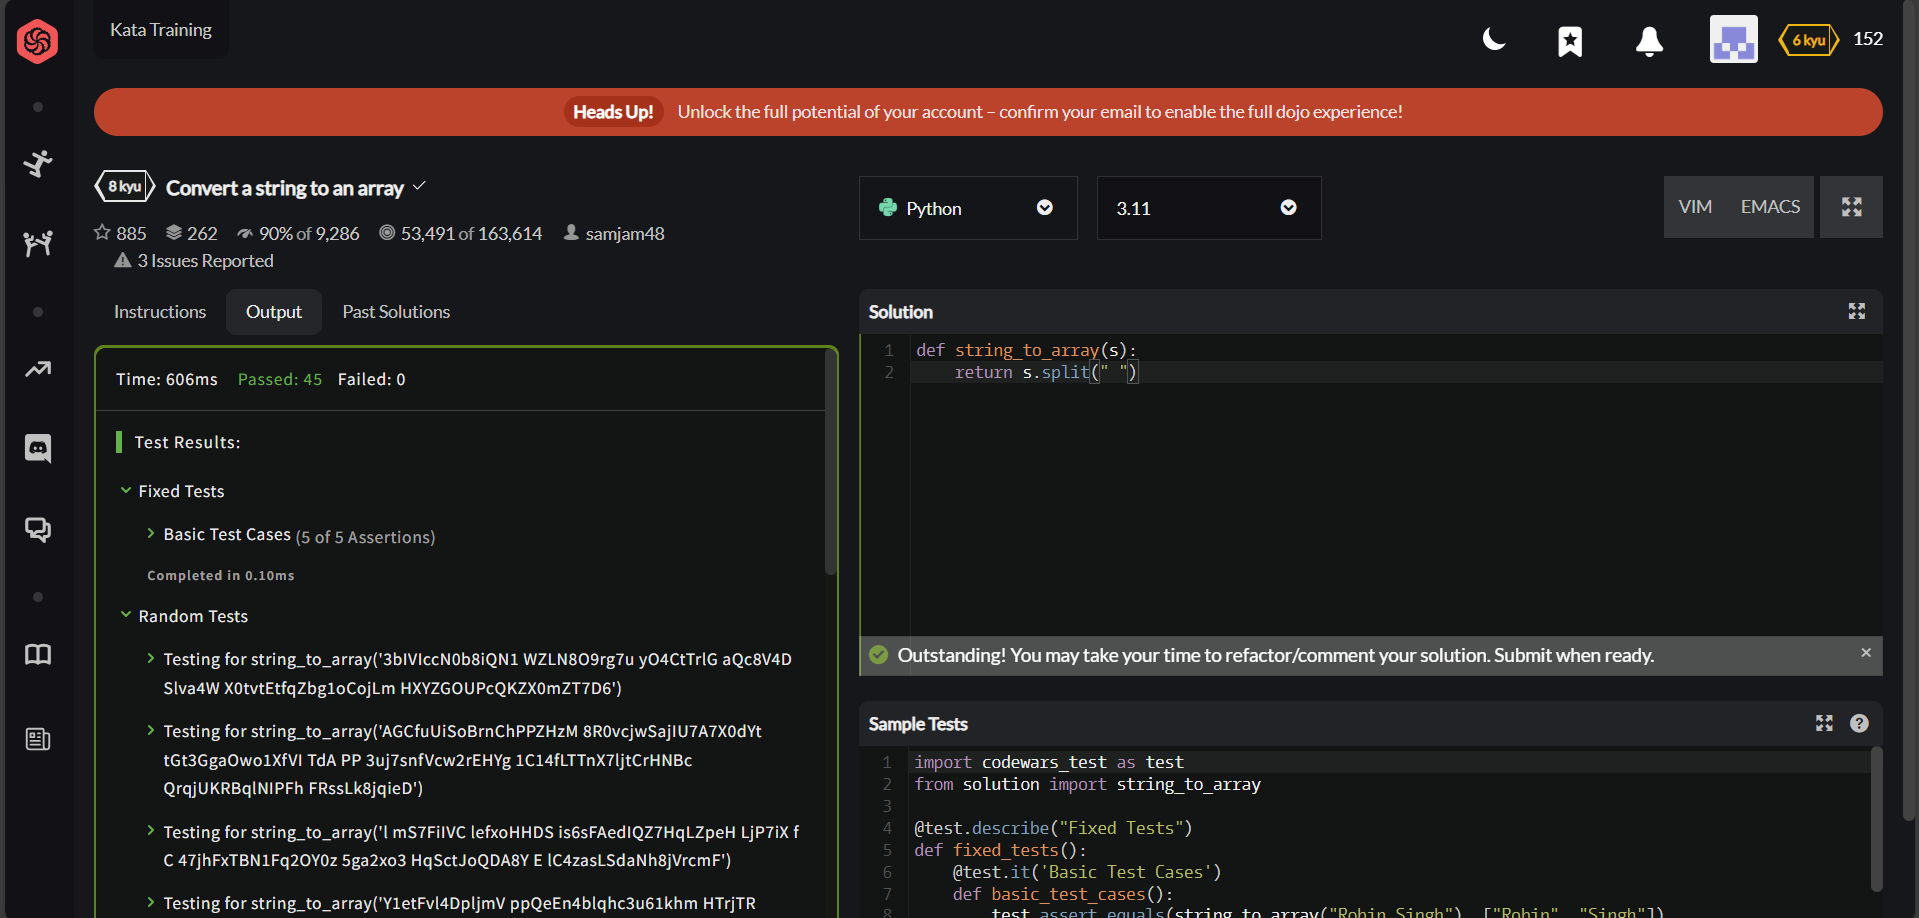 Kata Training
6 kyu
152
Heads Up! Unlock the full potential of your account – confirm your email to enable the full dojo experience!
8 kyu Convert a string to an array
885 262 90% of 9,286 53,491 of 163,614 samjam48
3 Issues Reported
Python
3.11
VIM EMACS
Instructions
Output
Past Solutions
Time: 606ms Passed: 45 Failed: 0
Test Results:
Fixed Tests
Basic Test Cases (5 of 5 Assertions)
Completed in 0.10ms
Random Tests
Testing for string_to_array('3bIVIccN0b8iQN1 WZLN8O9rg7u yO4CtTrlG aQc8V4D
Slva4W X0tvtEtfqZbg1oCojLm HXYZGOUPcQKZX0mZT7D6')
Testing for string_to_array('AGCfuUiSoBrnChPPZHzM 8R0vcjwSajIU7A7X0dYt
tGt3GgaOwo1XfVI TdA PP 3uj7snfVcw2rEHYg 1C14fLTTnX7ljtCrHNBc
QrqjUKRBqlNIPFh FRssLk8jqieD')
Testing for string_to_array('l mS7FiIVC lefxoHHDS is6sFAedIQZ7HqLZpeH LjP7iX f
C 47jhFxTBN1Fq2OY0z 5ga2xo3 HqSctJoQDA8Y E lC4zasLSdaNh8jVrcmF')
Testing for string_to_array('Y1etFvl4DpljmV ppQeEn4blqhc3u61khm HTrjTR
Solution
1 def string_to_array(s):
2 return s.split(" ")
Outstanding! You may take your time to refactor/comment your solution. Submit when ready.
Sample Tests
1 import codewars_test as test
2 from solution import string_to_array
3
4 @test.describe("Fixed Tests")
5 def fixed_tests():
6 @test.it('Basic Test Cases')
7 def basic_test_cases():
8 test.assert_equals(string_to_array("Robin Singh"), ["Robin", "Singh"])